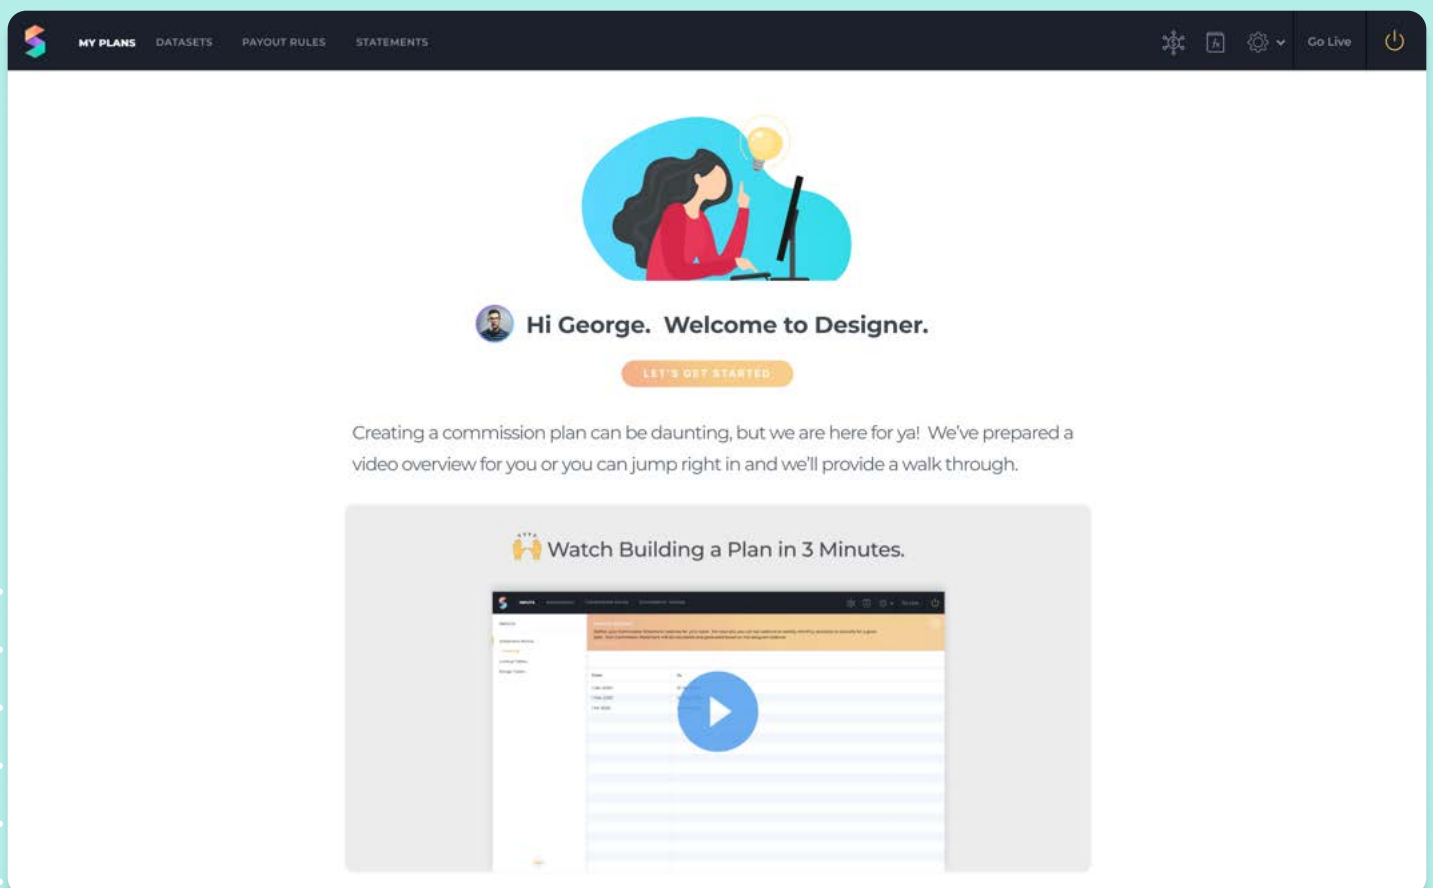 MY PLANS DATASETS PAYOUT RULES STATEMENTS Go Live
Hi George. Welcome to Designer.
LET'S GET STARTED
Creating a commission plan can be daunting, but we are here for ya! We've prepared a
video overview for you or you can jump right in and we'll provide a walk through.
Watch Building a Plan in 3 Minutes.